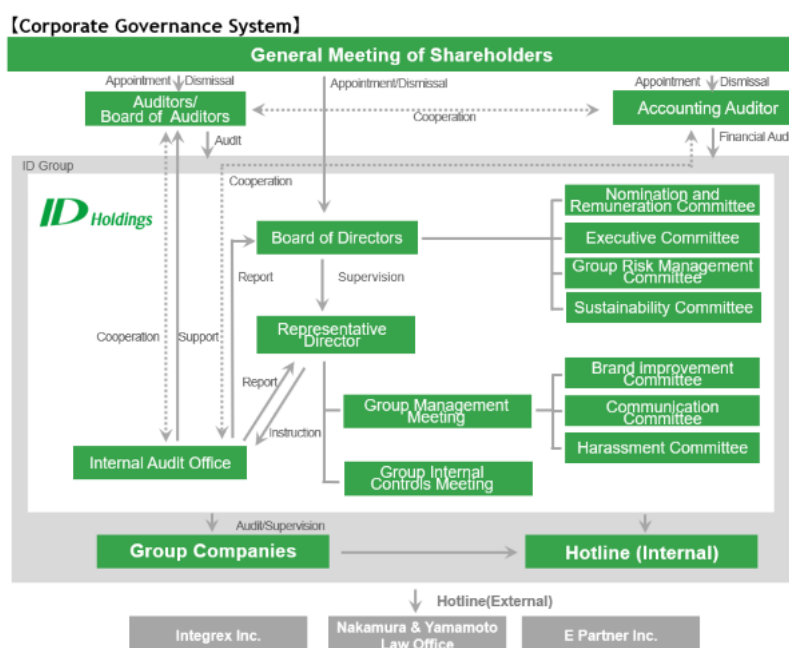 【Corporate Governance System】
General Meeting of Shareholders
Appointment Dismissal
Appointment/Dismissal
Appointment Dismissal
Auditors/
Board of Auditors
Cooperation
Accounting Auditor
Audit
Financial Aud
ID Group
Cooperation
ID Holdings
Nomination and
Remuneration Committee
Board of Directors
Executive Committee
Report
Supervision
Group Risk Management
Committee
Sustainability Committee
Cooperation
Support
Representative
Director
Report
Brand improvement
Committee
Group Management
Meeting
Communication
Committee
Instruction
Harassment Committee
Internal Audit Office
Group Internal
Controls Meeting
Audit/Supervision
Group Companies
Hotline (Internal)
Hotline(External)
Integrex Inc.
Nakamura & Yamamoto
Law Office
E Partner Inc.